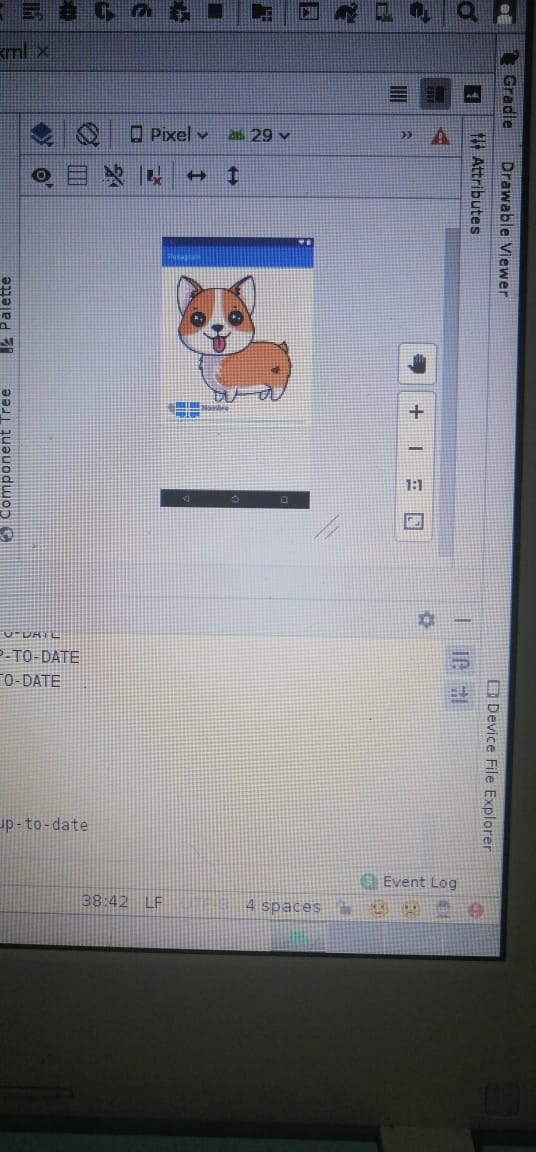 xml
Gradle
Drawable Viewer
Pixel
29
Attributes
Palette
Component Tree
Nombre
1:1
P-TO-DATE
TO-DATE
Device File Explorer
up-to-date
Event Log
38:42 LF 4 spaces